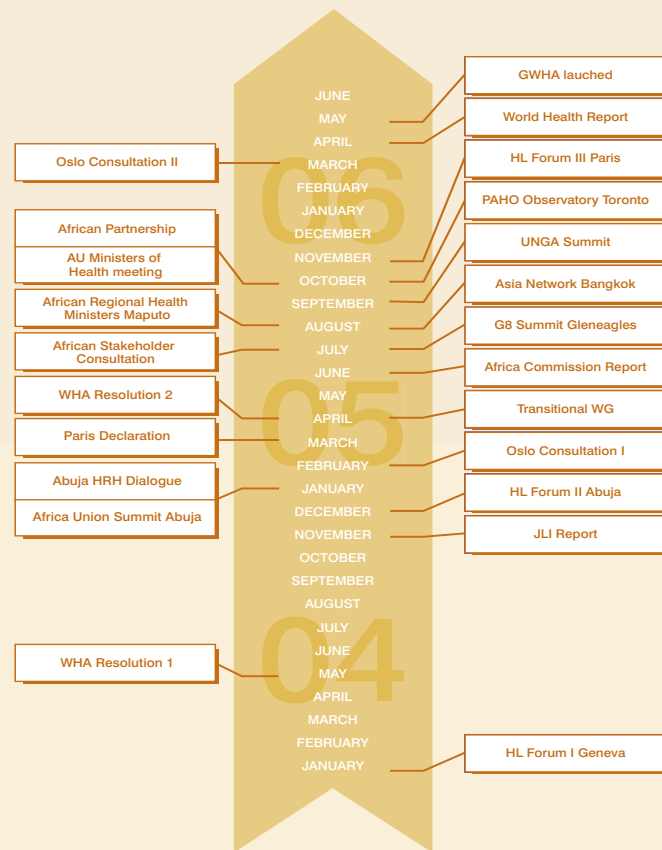 GWHA lauched
World Health Report
HL Forum III Paris
PAHO Observatory Toronto
UNGA Summit
Asia Network Bangkok
G8 Summit Gleneagles
Africa Commission Report
Transitional WG
Oslo Consultation I
HL Forum II Abuja
JLI Report
HL Forum I Geneva
JUNE
MAY
APRIL
MARCH
FEBRUARY
JANUARY
DECEMBER
NOVEMBER
OCTOBER
SEPTEMBER
AUGUST
JULY
JUNE
MAY
APRIL
MARCH
FEBRUARY
JANUARY
DECEMBER
NOVEMBER
OCTOBER
SEPTEMBER
AUGUST
JULY
JUNE
MAY
APRIL
MARCH
FEBRUARY
JANUARY
06
05
04
Oslo Consultation II
African Partnership
AU Ministers of
Health meeting
African Regional Health
Ministers Maputo
African Stakeholder
Consultation
WHA Resolution 2
Paris Declaration
Abuja HRH Dialogue
Africa Union Summit Abuja
WHA Resolution 1